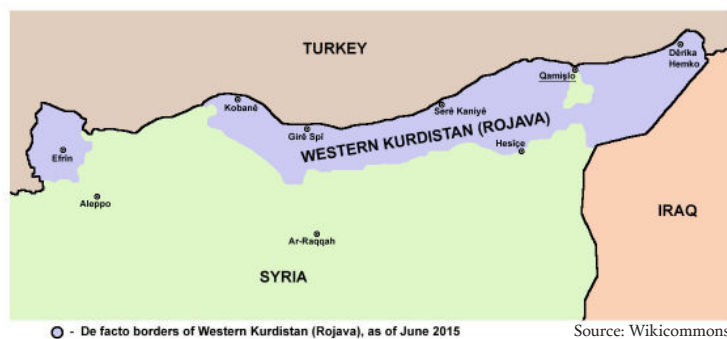 TURKEY
Dêrika
Hemko
Qamişlo
Kobanê
Serê Kaniyê
Girê Spî
WESTERN KURDISTAN (ROJAVA)
Efrîn
Hesîçe
Aleppo
IRAQ
Ar-Raqqah
SYRIA
- De facto borders of Western Kurdistan (Rojava), as of June 2015
Source: Wikicommons